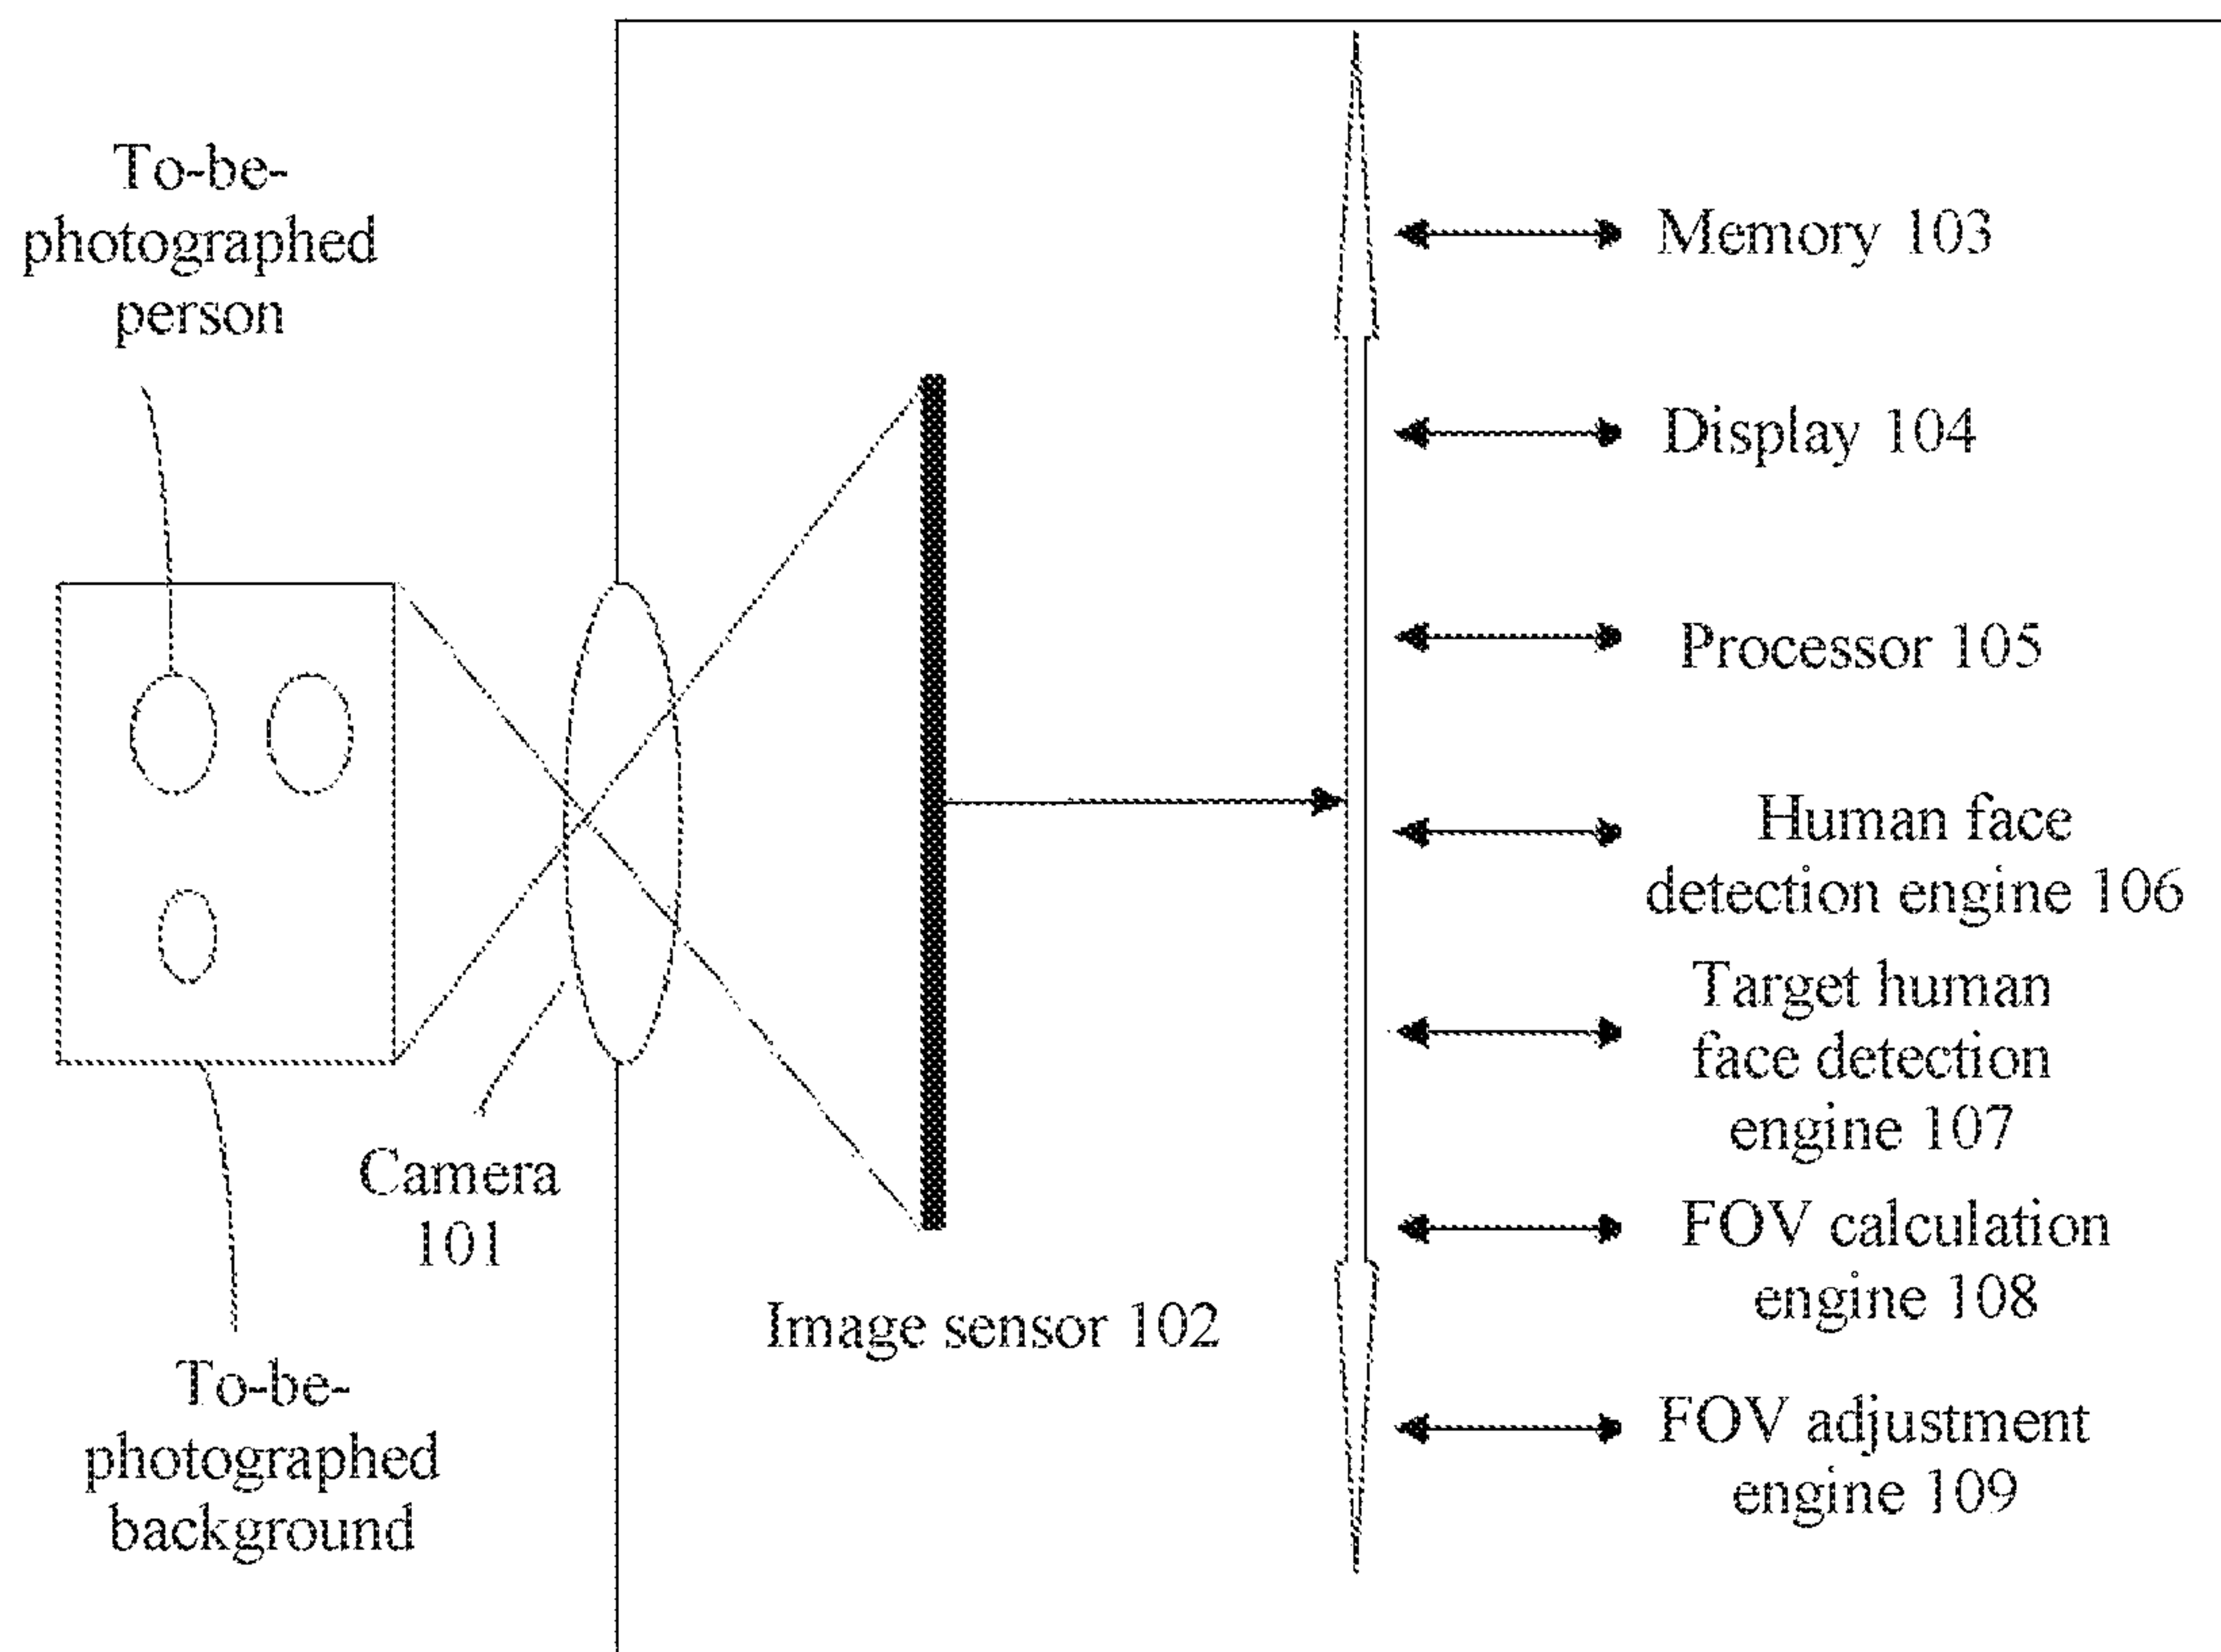 To-be-
photographed
person
Memory 103
Display 104
Processor 105
Human face
detection engine 106
Target human
face detection
engine 107
Camera
101
FOV calculation
engine 108
Image sensor 102
To-be-
photographed
background
FOV adjustment
engine 109